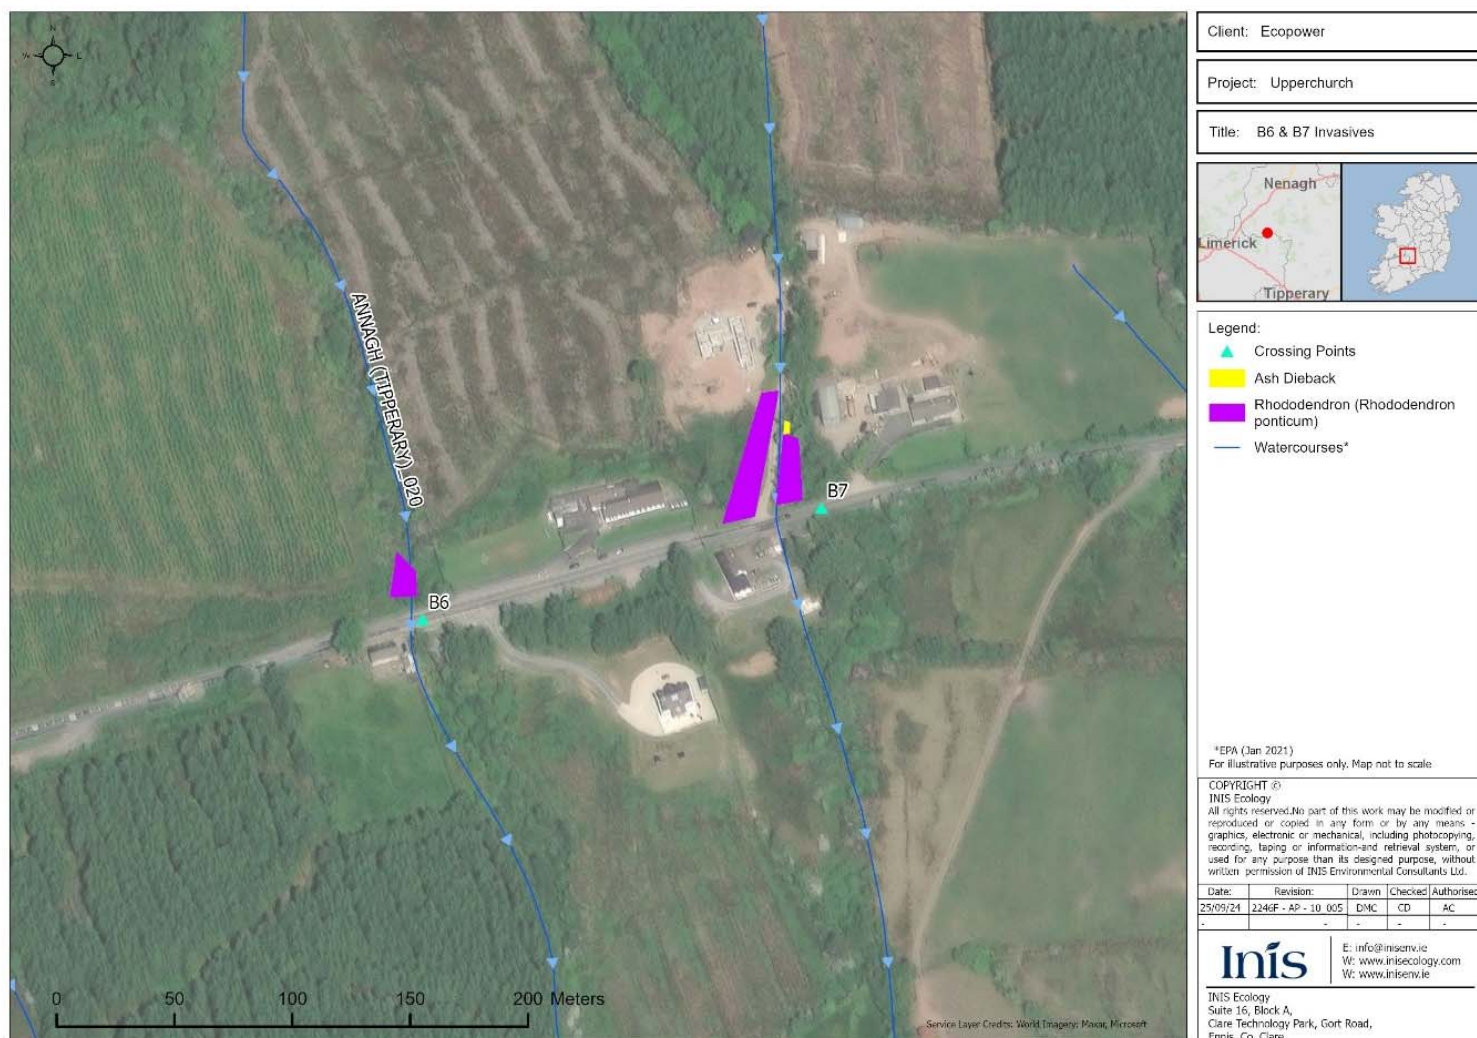 N
W
E
S
ANNAGH (TIPPERARY)_020
B6
B7
0 50 100 150 200 Meters
Service Layer Credits: World Imagery: Maxar, Microsoft
Client: Ecopower
Project: Upperchurch
Title: B6 & B7 Invasives
Nenagh
Limerick
Tipperary
Legend:
Crossing Points
Ash Dieback
Rhododendron (Rhododendron
ponticum)
Watercourses*
*EPA (Jan 2021)
For illustrative purposes only. Map not to scale
COPYRIGHT ©
INIS Ecology
All rights reserved.No part of this work may be modified or
reproduced or copied in any form or by any means -
graphics, electronic or mechanical, including photocopying,
recording, taping or information-and retrieval system, or
used for any purpose than its designed purpose, without
written permission of INIS Environmental Consultants Ltd.
Date: Revision: Drawn Checked Authorised
25/09/24 2246F - AP - 10_005 DMC CD AC
- - - - -
Inis
E: info@inisenv.ie
W: www.inisecology.com
W: www.inisenv.ie
INIS Ecology
Suite 16, Block A,
Clare Technology Park, Gort Road,
Ennis, Co. Clare